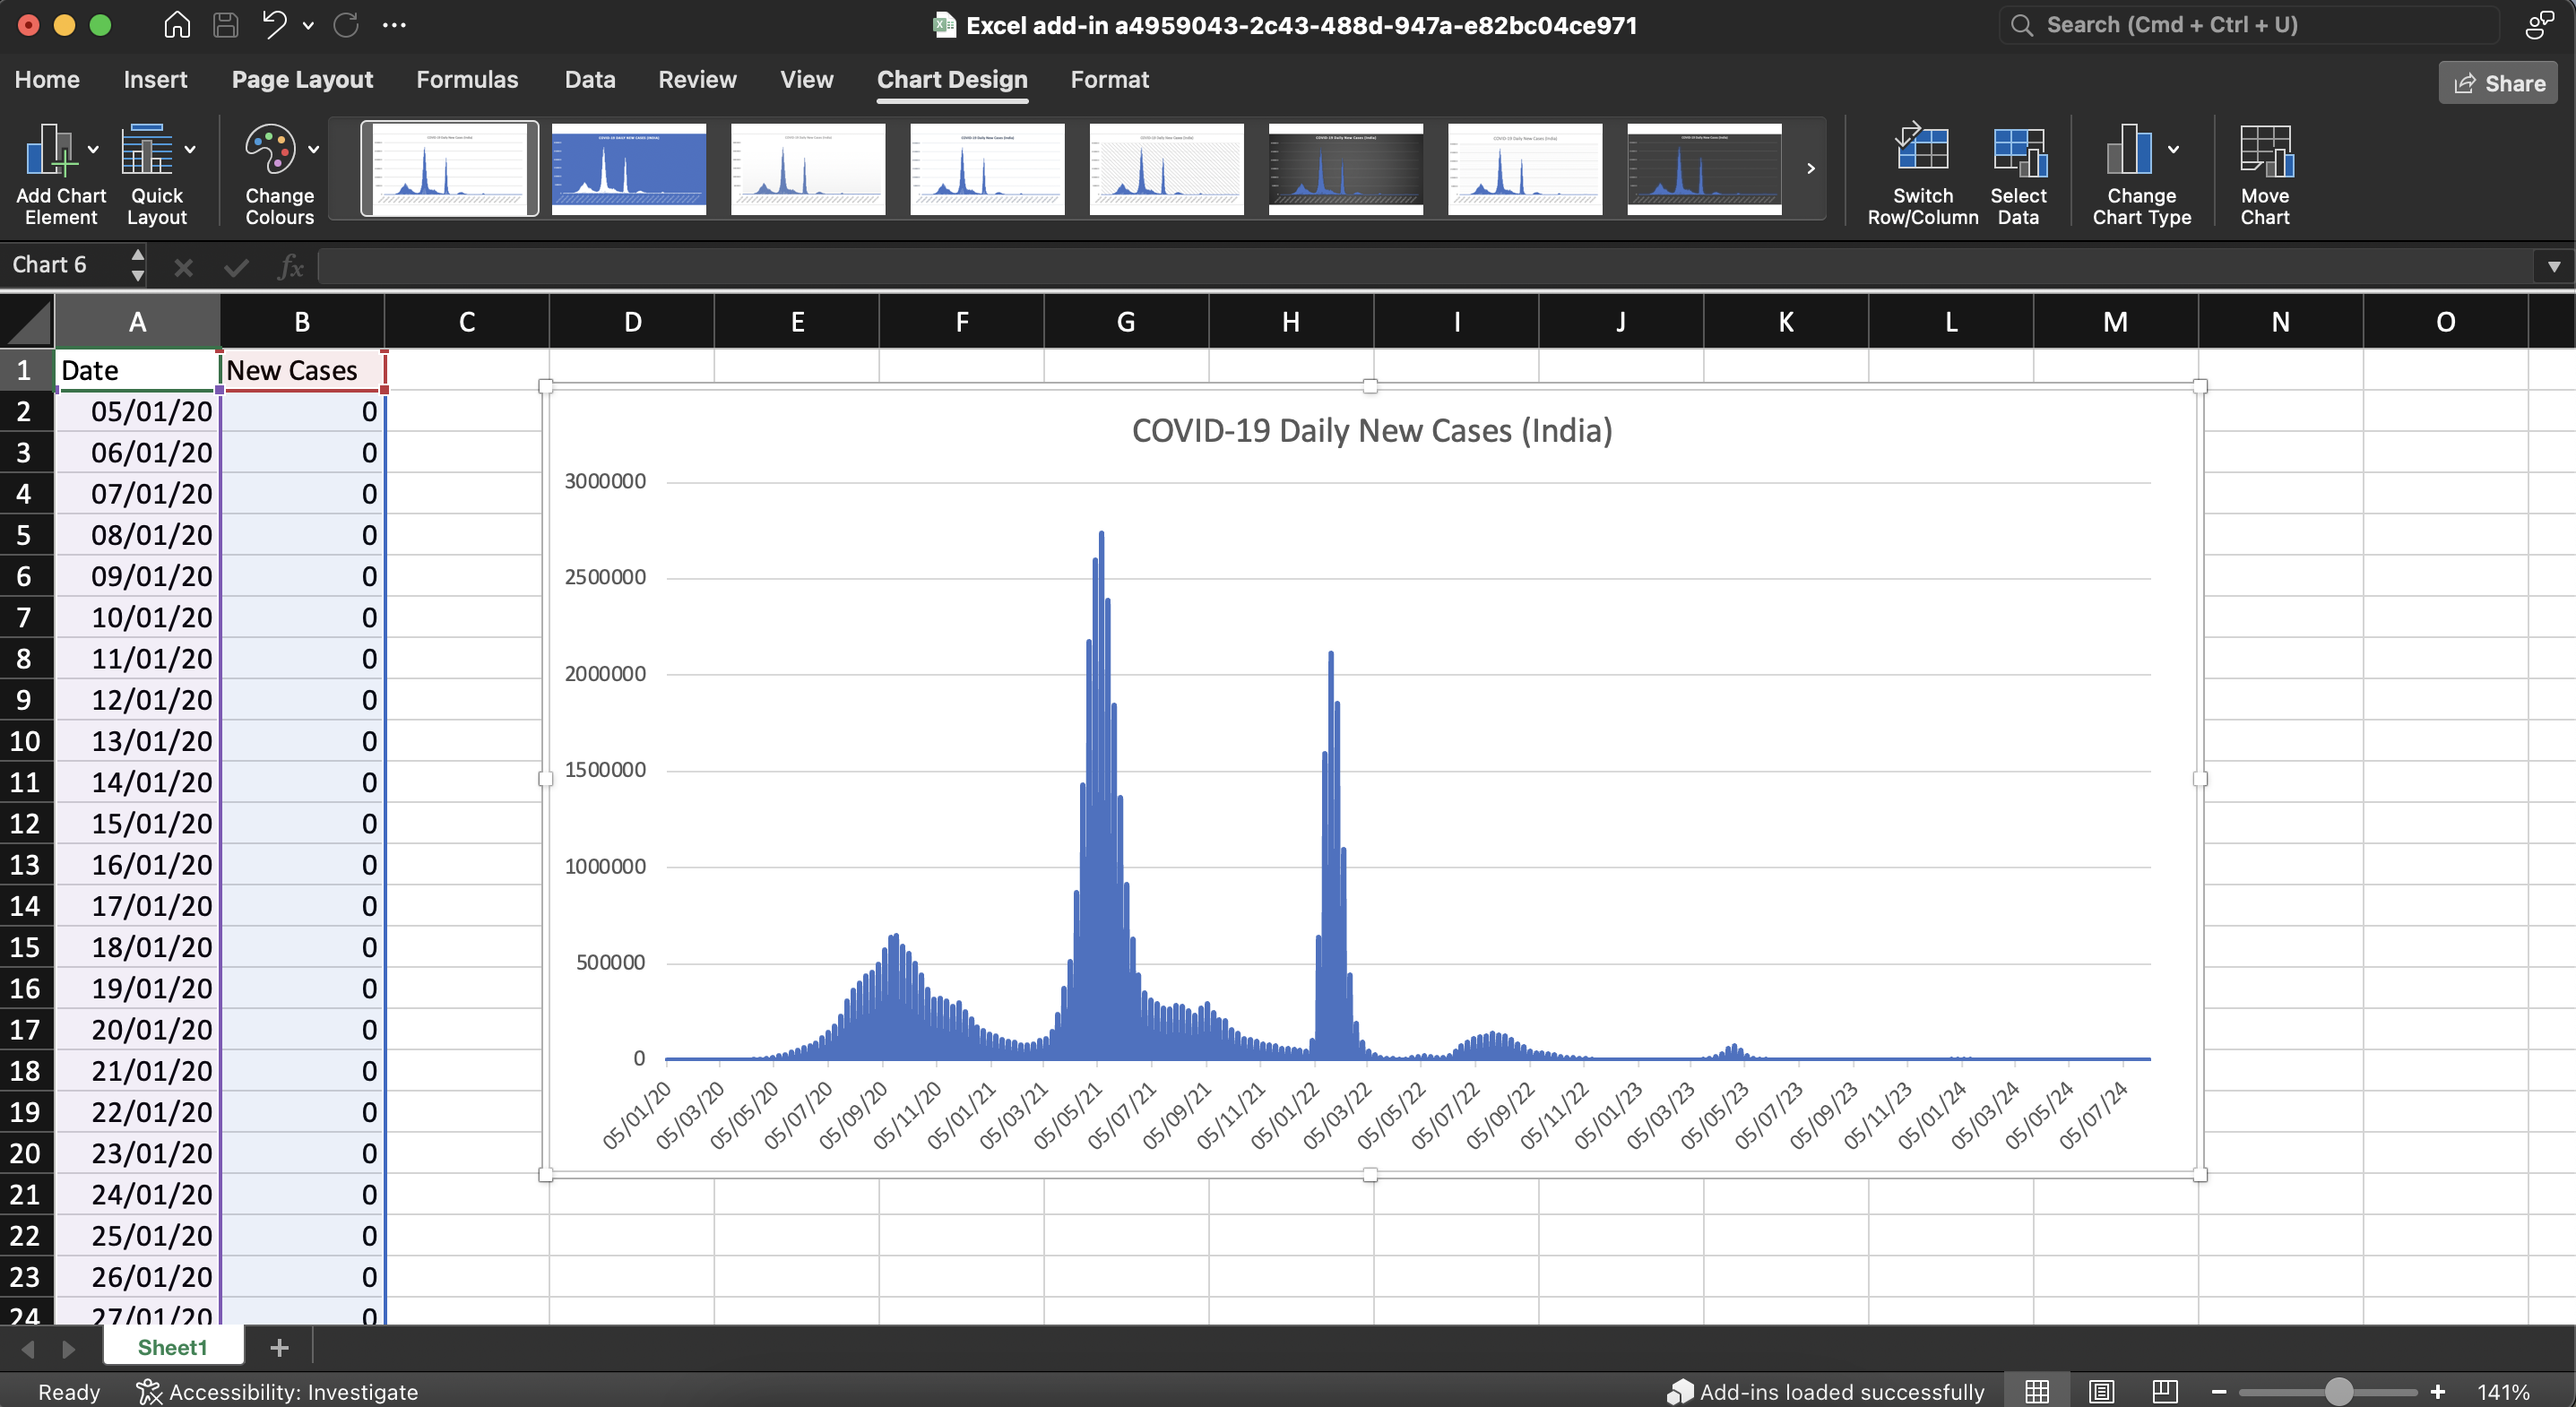 Excel add-in a4959043-2c43-488d-947a-e82bc04ce971
Search (Cmd + Ctrl + U)
Home Insert Page Layout Formulas Data Review View Chart Design Format Share
Add Chart Element
Quick Layout
Change Colours
Switch Row/Column
Select Data
Change Chart Type
Move Chart
Chart 6
fx
A B C D E F G H I J K L M N O
1 Date New Cases
2 05/01/20 0
3 06/01/20 0
4 07/01/20 0
5 08/01/20 0
6 09/01/20 0
7 10/01/20 0
8 11/01/20 0
9 12/01/20 0
10 13/01/20 0
11 14/01/20 0
12 15/01/20 0
13 16/01/20 0
14 17/01/20 0
15 18/01/20 0
16 19/01/20 0
17 20/01/20 0
18 21/01/20 0
19 22/01/20 0
20 23/01/20 0
21 24/01/20 0
22 25/01/20 0
23 26/01/20 0
24 27/01/20 0
COVID-19 Daily New Cases (India)
3000000
2500000
2000000
1500000
1000000
500000
0
05/01/20 05/03/20 05/05/20 05/07/20 05/09/20 05/11/20 05/01/21 05/03/21 05/05/21 05/07/21 05/09/21 05/11/21 05/01/22 05/03/22 05/05/22 05/07/22 05/09/22 05/11/22 05/01/23 05/03/23 05/05/23 05/07/23 05/09/23 05/11/23 05/01/24 05/03/24 05/05/24 05/07/24
Sheet1
Ready Accessibility: Investigate Add-ins loaded successfully 141%